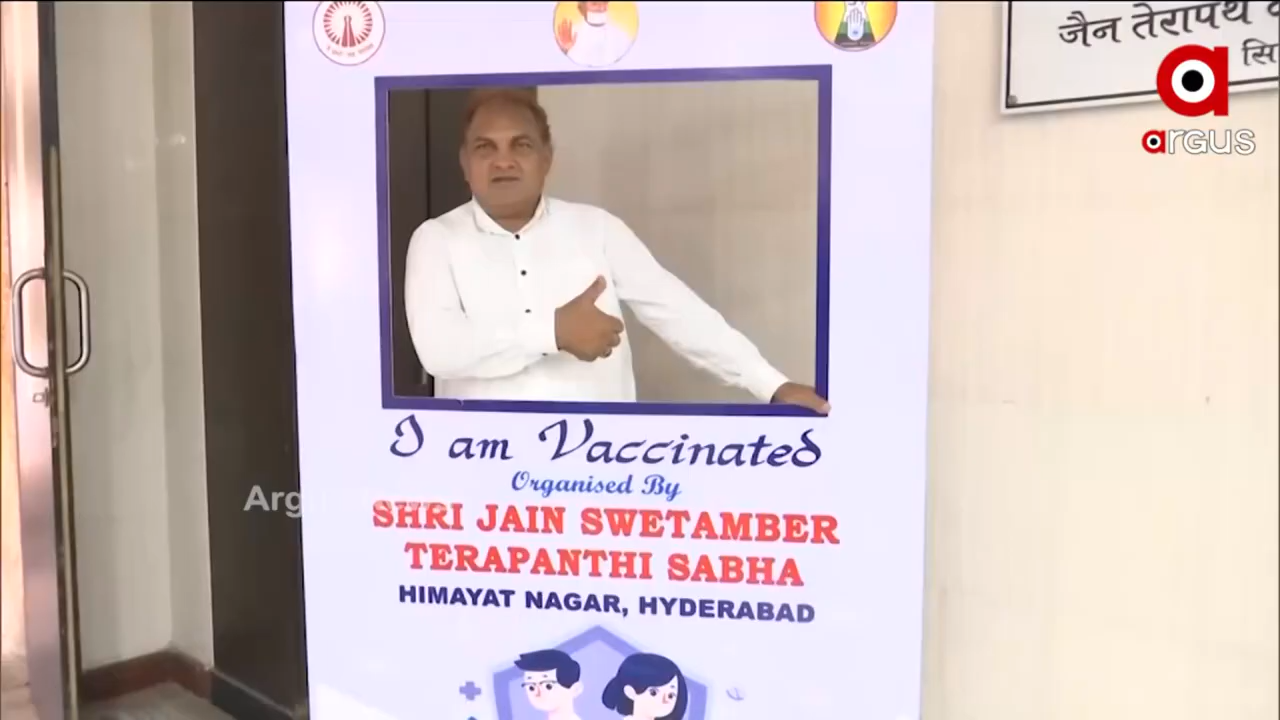 जैन तेरापंथ
सि
argus
I am Vaccinated
Organised By
SHRI JAIN SWETAMBER
TERAPANTHI SABHA
HIMAYAT NAGAR, HYDERABAD